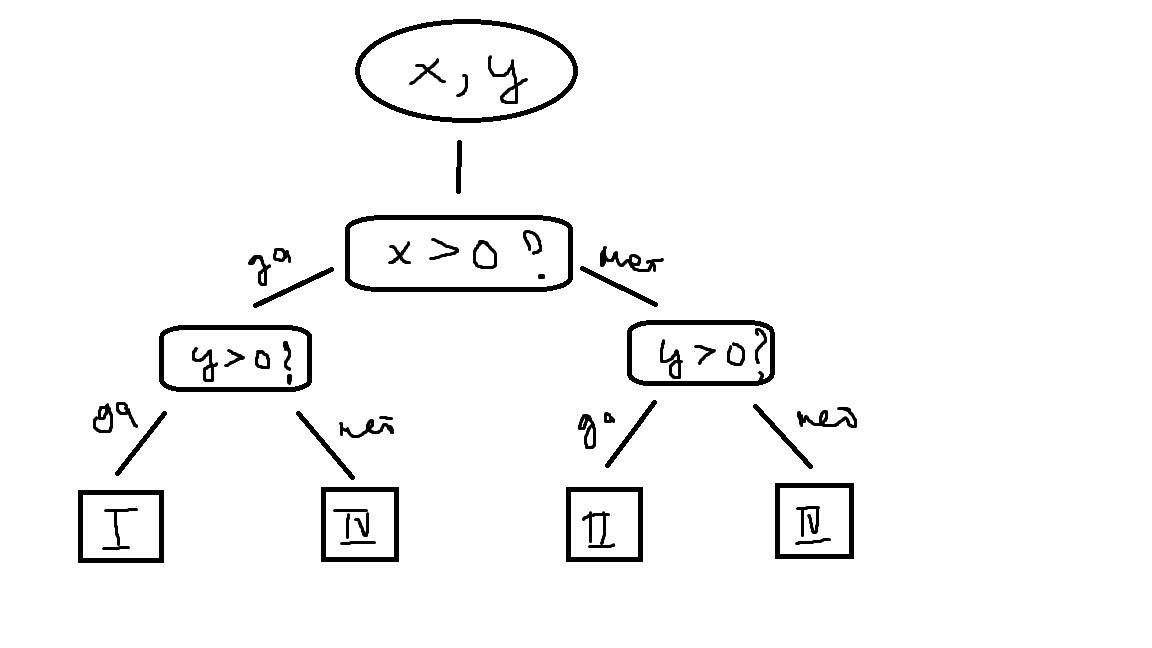 x, y
x > 0 ?
да
нет
y > 0 ?
y > 0 ?
да
нет
да
нет
I
IV
II
IV